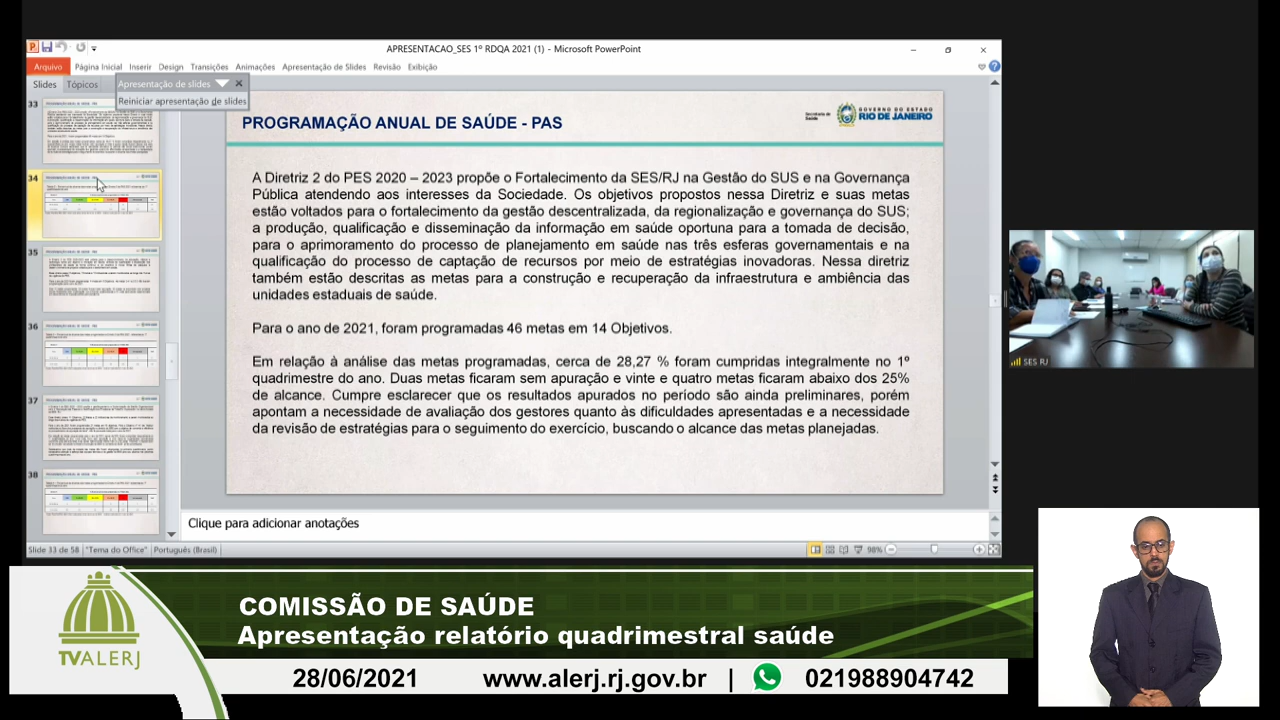 APRESENTACAO_SES 1º RDQA 2021 (1) - Microsoft PowerPoint
Arquivo Página Inicial Inserir Design Transições Animações Apresentação de Slides Revisão Exibição
Slides Tópicos Apresentação de slides
Reiniciar apresentação de slides
33
34
35
36
37
38
PROGRAMAÇÃO ANUAL DE SAÚDE - PAS
Secretaria de
Saúde
GOVERNO DO ESTADO
RIO DE JANEIRO
A Diretriz 2 do PES 2020 – 2023 propõe o Fortalecimento da SES/RJ na Gestão do SUS e na Governança
Pública atendendo aos interesses da sociedade. Os objetivos propostos nesta Diretriz e suas metas
estão voltados para o fortalecimento da gestão descentralizada, da regionalização e governança do SUS;
a produção, qualificação e disseminação da informação em saúde oportuna para a tomada de decisão,
para o aprimoramento do processo de planejamento em saúde nas três esferas governamentais e na
qualificação do processo de captação de recursos por meio de estratégias inovadoras. Nessa diretriz
também estão descritas as metas para construção e recuperação da infraestrutura e ambiência das
unidades estaduais de saúde.
Para o ano de 2021, foram programadas 46 metas em 14 Objetivos.
Em relação à análise das metas programadas, cerca de 28,27 % foram cumpridas integralmente no 1º
quadrimestre do ano. Duas metas ficaram sem apuração e vinte e quatro metas ficaram abaixo dos 25%
de alcance. Cumpre esclarecer que os resultados apurados no período são ainda preminares, porém
apontam a necessidade de avaliação dos gestores quanto às dificuldades apresentadas e a necessidade
da revisão de estratégias para o seguimento do exercício, buscando o alcance das metas planejadas.
Clique para adicionar anotações
Slide 33 de 58 "Tema do Office" Português (Brasil) 98%
SES RJ
TVALERJ
COMISSÃO DE SAÚDE
Apresentação relatório quadrimestral saúde
28/06/2021 www.alerj.rj.gov.br | 021988904742